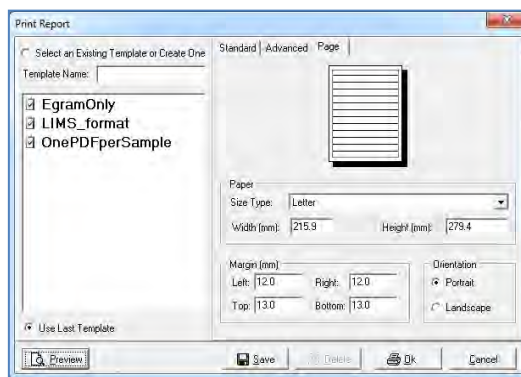 Print Report
Select an Existing Template or Create One
Template Name:
EgramOnly
LIMS_format
OnePDFperSample
Use Last Template
Standard Advanced Page
Paper
Size Type: Letter
Width (mm): 215.9 Height (mm): 279.4
Margin (mm)
Left: 12.0 Right: 12.0
Top: 13.0 Bottom: 13.0
Orientation
Portrait
Landscape
Preview Save Delete Ok Cancel